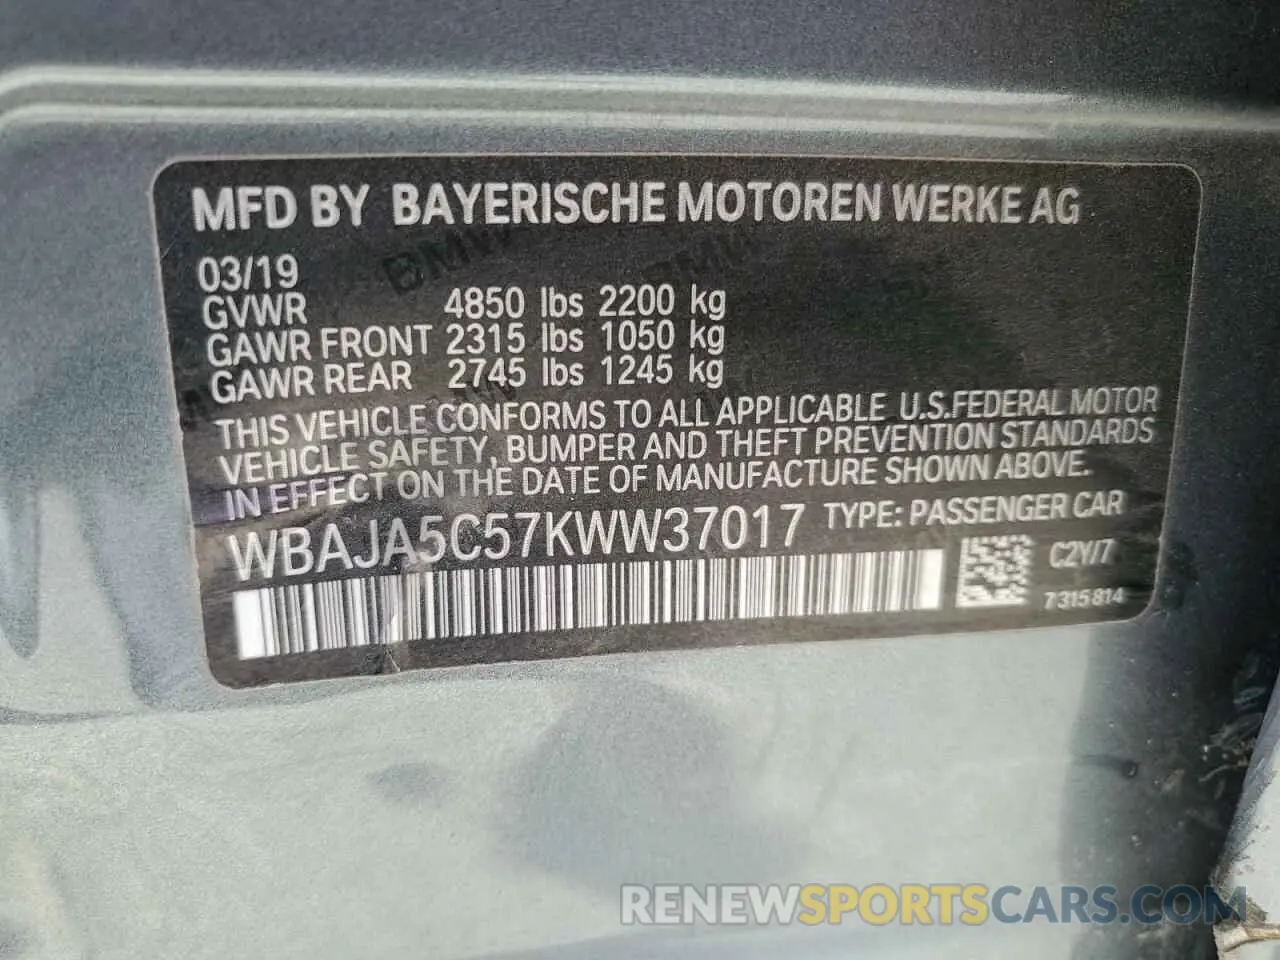 MFD BY BAYERISCHE MOTOREN WERKE AG
03/19
GVWR 4850 lbs 2200 kg
GAWR FRONT 2315 lbs 1050 kg
GAWR REAR 2745 lbs 1245 kg
THIS VEHICLE CONFORMS TO ALL APPLICABLE U.S.FEDERAL MOTOR
VEHICLE SAFETY, BUMPER AND THEFT PREVENTION STANDARDS
IN EFFECT ON THE DATE OF MANUFACTURE SHOWN ABOVE.
WBAJA5C57KWW37017 TYPE: PASSENGER CAR
C2Y/7
7315814
RENEWSPORTSCARS.COM